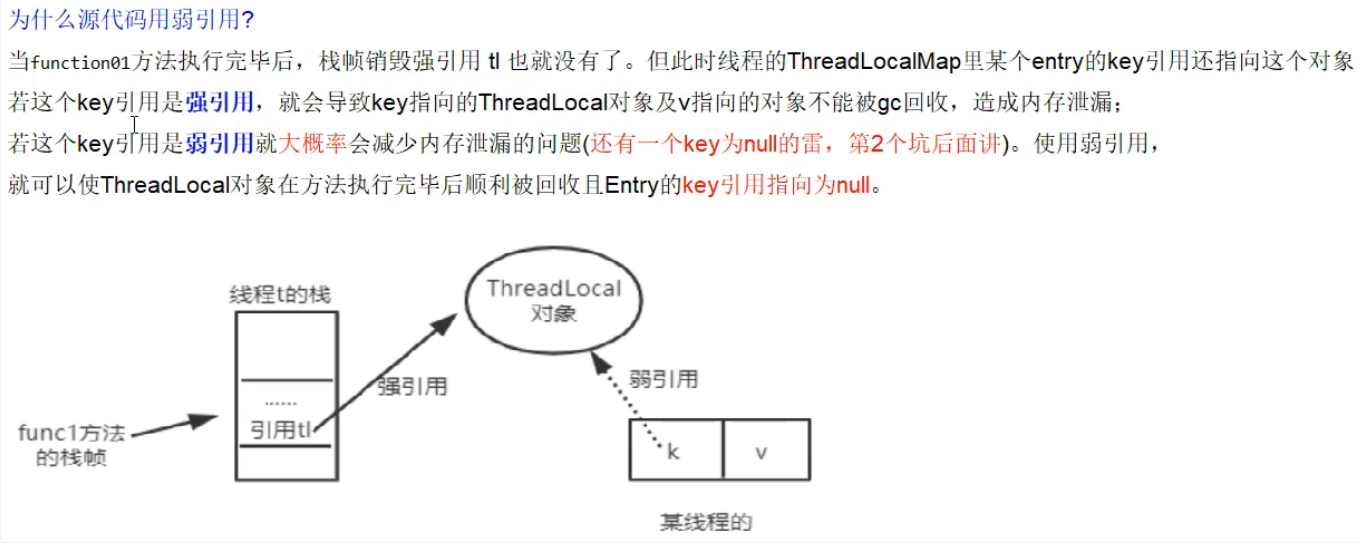 为什么源代码用弱引用?
当function01方法执行完毕后，栈帧销毁强引用 tl 也就没有了。但此时线程的ThreadLocalMap里某个entry的key引用还指向这个对象
若这个key引用是强引用，就会导致key指向的ThreadLocal对象及v指向的对象不能被gc回收，造成内存泄漏；
若这个key引用是弱引用就大概率会减少内存泄漏的问题(还有一个key为null的雷，第2个坑后面讲)。使用弱引用，
就可以使ThreadLocal对象在方法执行完毕后顺利被回收且Entry的key引用指向为null。
线程t的栈
ThreadLocal
对象
强引用
弱引用
......
引用tl
func1方法
的栈帧
k
v
某线程的